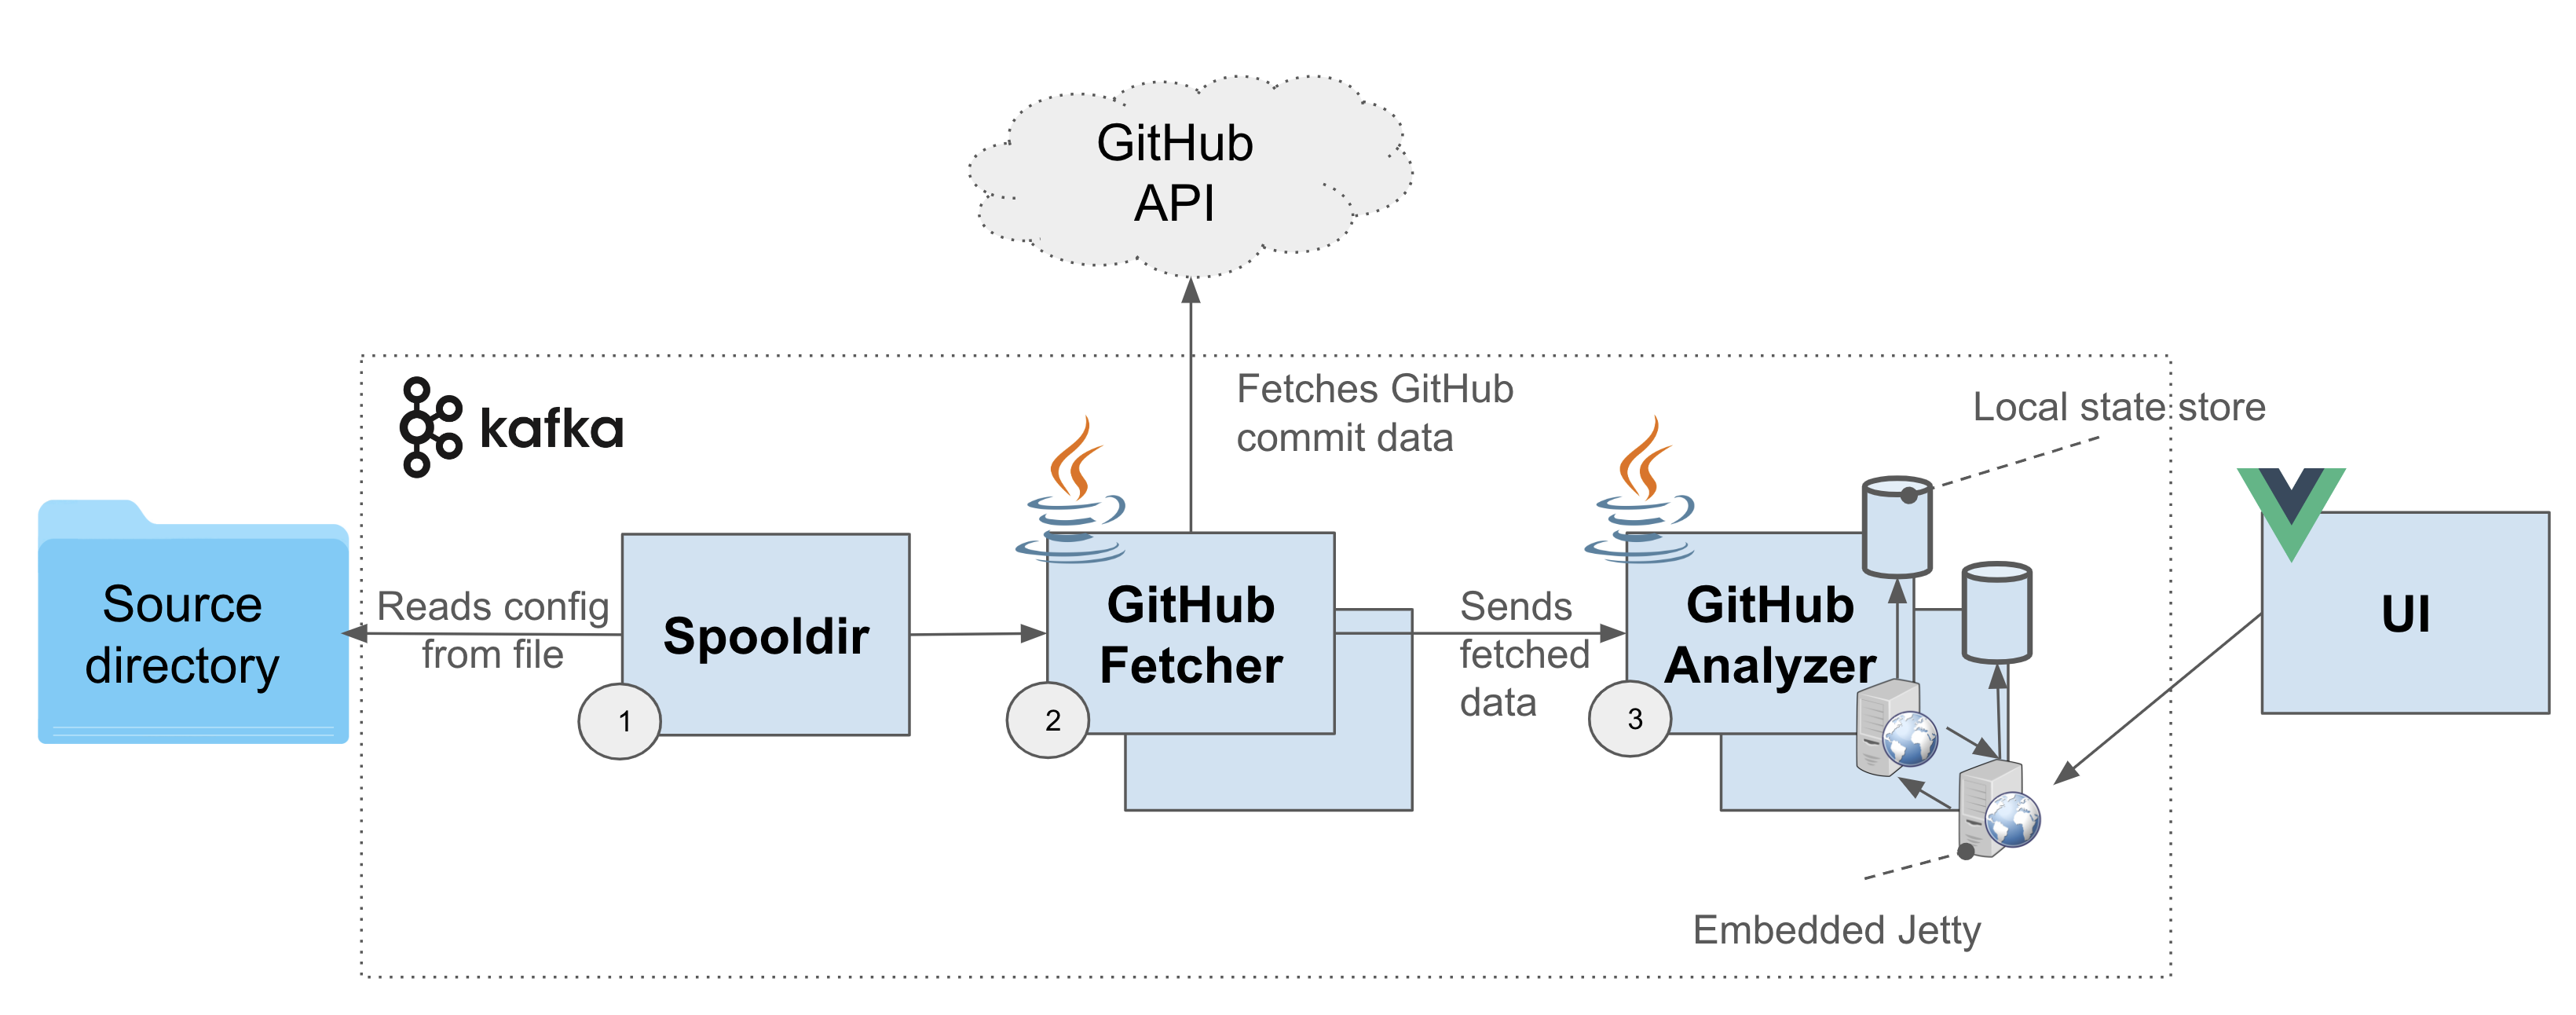 GitHub
API
kafka
Fetches GitHub
commit data
Local state store
Source
directory
Reads config
from file
Spooldir
1
GitHub
Fetcher
2
Sends
fetched
data
GitHub
Analyzer
3
UI
Embedded Jetty